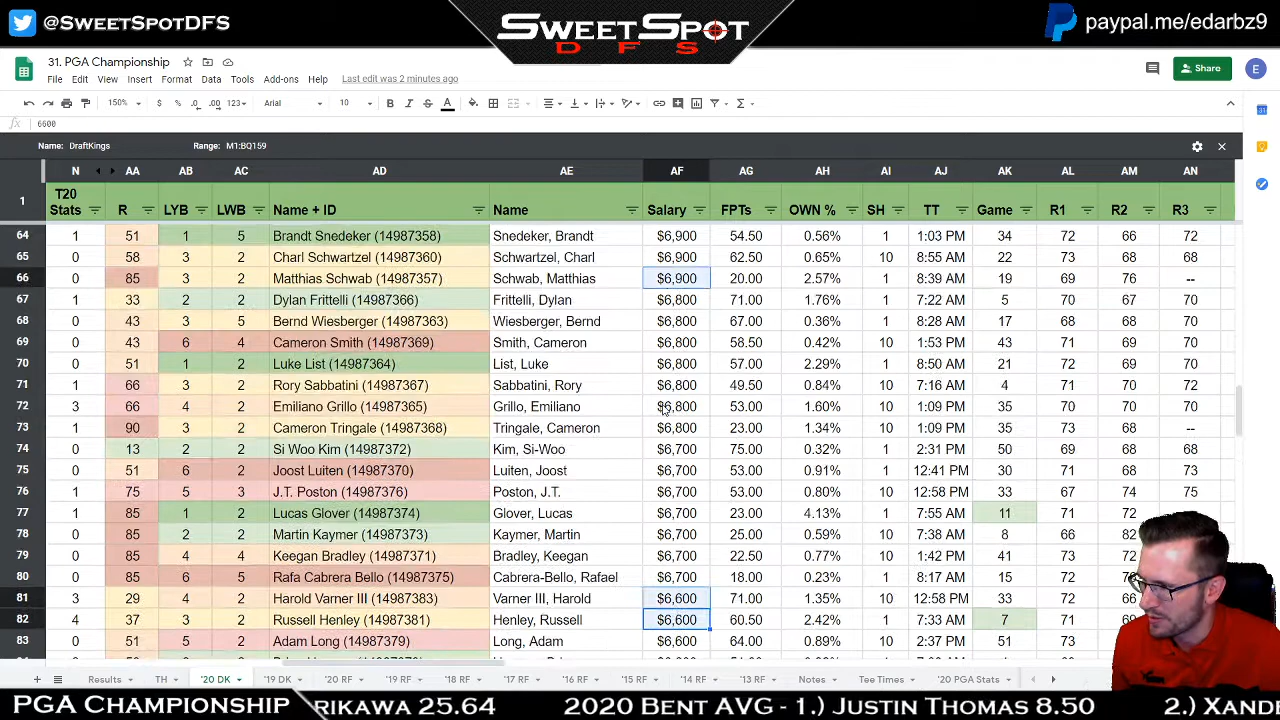 @SWEETSPOTDFS
SWEETSPOT
DFS
paypal.me/edarbz9
31. PGA Championship
File Edit View Insert Format Data Tools Add-ons Help Last edit was 2 minutes ago
Share
E
150% $ % .0 .00 123 Arial 10 B I S A
fx 6600
Name: DraftKings Range: M1:BQ159
N AA AB AC AD AE AF AG AH AI AJ AK AL AM AN
1 T20 Stats R LYB LWB Name + ID Name Salary FPTs OWN % SH TT Game R1 R2 R3
64 1 51 1 5 Brandt Snedeker (14987358) Snedeker, Brandt $6,900 54.50 0.56% 1 1:03 PM 34 72 66 72
65 0 58 3 2 Charl Schwartzel (14987360) Schwartzel, Charl $6,900 62.50 0.65% 10 8:55 AM 22 73 68 68
66 0 85 3 2 Matthias Schwab (14987357) Schwab, Matthias $6,900 20.00 2.57% 1 8:39 AM 19 69 76 --
67 1 33 2 2 Dylan Frittelli (14987366) Frittelli, Dylan $6,800 71.00 1.76% 1 7:22 AM 5 70 67 70
68 0 43 3 5 Bernd Wiesberger (14987363) Wiesberger, Bernd $6,800 67.00 0.36% 1 8:28 AM 17 68 68 70
69 0 43 6 4 Cameron Smith (14987369) Smith, Cameron $6,800 58.50 0.42% 1 1:53 PM 43 71 69 70
70 0 51 1 2 Luke List (14987364) List, Luke $6,800 57.00 2.29% 1 8:50 AM 21 72 69 70
71 1 66 3 2 Rory Sabbatini (14987367) Sabbatini, Rory $6,800 49.50 0.84% 10 7:16 AM 4 71 70 72
72 3 66 4 2 Emiliano Grillo (14987365) Grillo, Emiliano $6,800 53.00 1.60% 10 1:09 PM 35 70 70 70
73 1 90 3 2 Cameron Tringale (14987368) Tringale, Cameron $6,800 23.00 1.34% 10 1:09 PM 35 73 68 --
74 0 13 2 2 Si Woo Kim (14987372) Kim, Si-Woo $6,700 75.00 0.32% 1 2:31 PM 50 69 68 68
75 0 51 6 2 Joost Luiten (14987370) Luiten, Joost $6,700 53.00 0.91% 10 12:41 PM 30 71 68 73
76 1 75 5 3 J.T. Poston (14987376) Poston, J.T. $6,700 53.00 0.80% 10 12:58 PM 33 67 74 75
77 1 85 1 2 Lucas Glover (14987374) Glover, Lucas $6,700 23.00 4.13% 10 7:55 AM 11 71 72
78 0 85 2 2 Martin Kaymer (14987373) Kaymer, Martin $6,700 25.00 0.59% 1 7:38 AM 8 66 82
79 0 85 4 4 Keegan Bradley (14987371) Bradley, Keegan $6,700 22.50 0.77% 10 1:42 PM 41 73 72
80 0 85 6 5 Rafa Cabrera Bello (14987375) Cabrera-Bello, Rafael $6,700 18.00 0.23% 1 8:17 AM 15 72
81 3 29 4 2 Harold Varner III (14987383) Varner III, Harold $6,600 71.00 1.35% 10 12:58 PM 33 72 66
82 4 37 3 2 Russell Henley (14987381) Henley, Russell $6,600 60.50 2.42% 1 7:33 AM 7 71
83 0 51 5 2 Adam Long (14987379) Long, Adam $6,600 64.00 0.89% 10 2:37 PM 51 73
+ Results TH '20 DK '19 DK '20 RF '19 RF '18 RF '17 RF '16 RF '15 RF '14 RF '13 RF Notes Tee Times '20 PGA Stats
PGA CHAMPIONSHIP RIKAWA 25.64 2020 BENT AVG - 1.) JUSTIN THOMAS 8.50 2.) XANDE